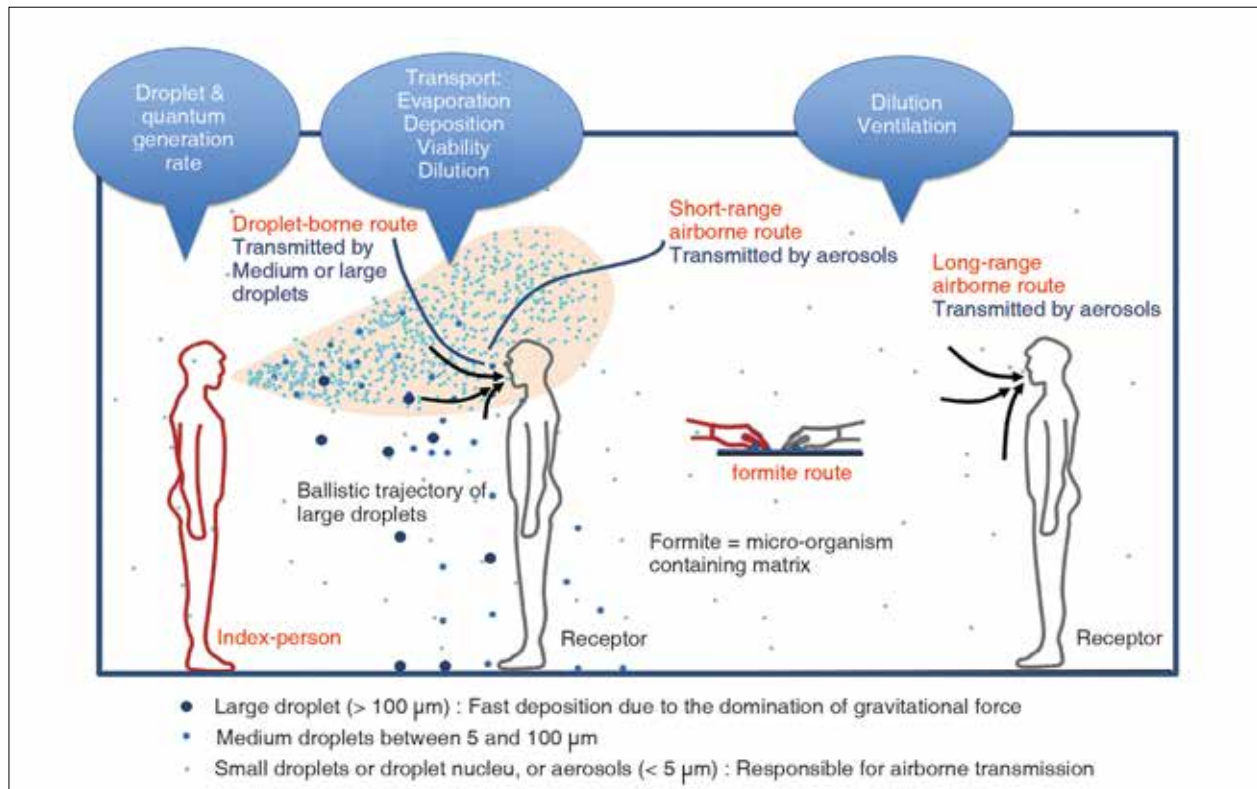 Droplet &
quantum
generation
rate
Transport:
Evaporation
Deposition
Viability
Dilution
Dilution
Ventilation
Droplet-borne route
Transmitted by
Medium or large
droplets
Short-range
airborne route
Transmitted by aerosols
Long-range
airborne route
Transmitted by aerosols
Ballistic trajectory of
large droplets
formite route
Formite = micro-organism
containing matrix
Index-person
Receptor
Receptor
Large droplet (> 100 µm) : Fast deposition due to the domination of gravitational force
Medium droplets between 5 and 100 µm
Small droplets or droplet nucleu, or aerosols (< 5 µm) : Responsible for airborne transmission